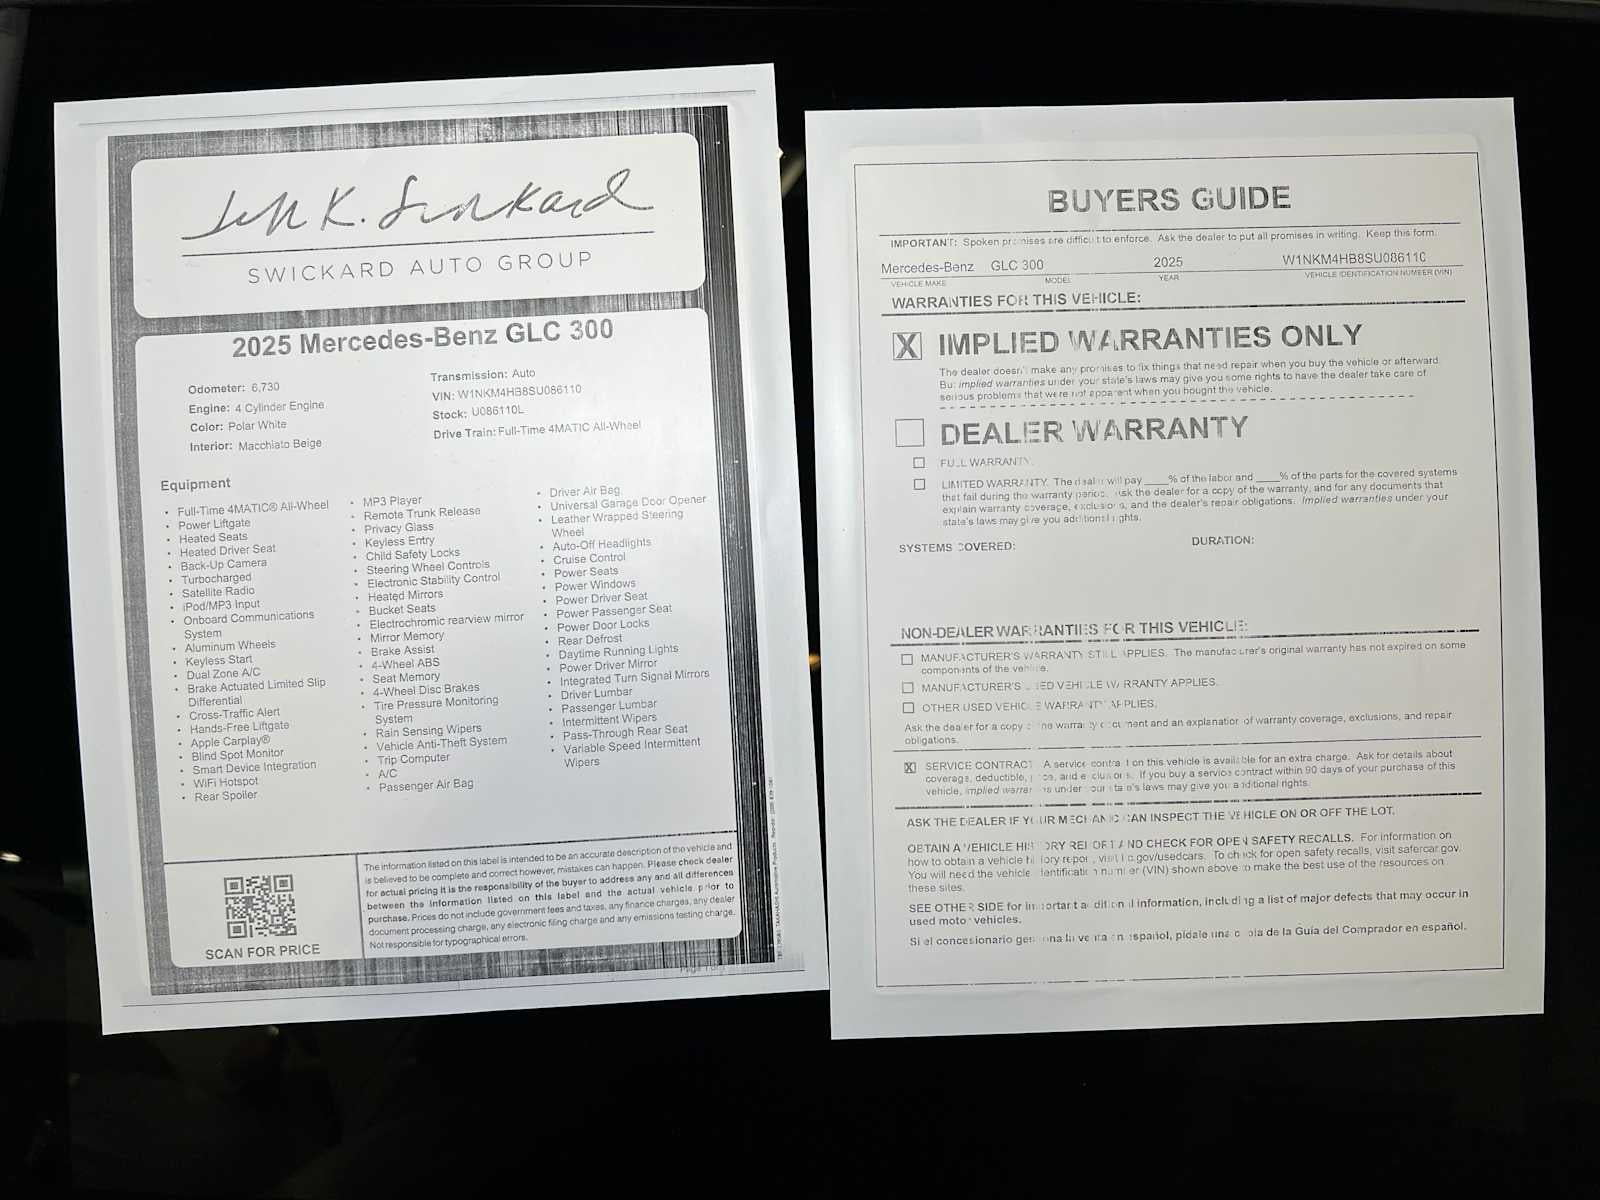 Jeff K. Swickard
SWICKARD AUTO GROUP
2025 Mercedes-Benz GLC 300
Odometer: 6,730
Engine: 4 Cylinder Engine
Color: Polar White
Interior: Macchiato Beige
Transmission: Auto
VIN: W1NKM4HB8SU086110
Stock: U086110L
Drive Train: Full-Time 4MATIC All-Wheel
Equipment
• Full-Time 4MATIC® All-Wheel
• Power Liftgate
• Heated Seats
• Heated Driver Seat
• Back-Up Camera
• Turbocharged
• Satellite Radio
• iPod/MP3 Input
• Onboard Communications
System
• Aluminum Wheels
• Keyless Start
• Dual Zone A/C
• Brake Actuated Limited Slip
Differential
• Cross-Traffic Alert
• Hands-Free Liftgate
• Apple Carplay®
• Blind Spot Monitor
• Smart Device Integration
• WiFi Hotspot
• Rear Spoiler
• MP3 Player
• Remote Trunk Release
• Privacy Glass
• Keyless Entry
• Child Safety Locks
• Steering Wheel Controls
• Electronic Stability Control
• Heated Mirrors
• Bucket Seats
• Electrochromic rearview mirror
• Mirror Memory
• Brake Assist
• 4-Wheel ABS
• Seat Memory
• 4-Wheel Disc Brakes
• Tire Pressure Monitoring
System
• Rain Sensing Wipers
• Vehicle Anti-Theft System
• Trip Computer
• A/C
• Passenger Air Bag
• Driver Air Bag
• Universal Garage Door Opener
• Leather Wrapped Steering
Wheel
• Auto-Off Headlights
• Cruise Control
• Power Seats
• Power Windows
• Power Driver Seat
• Power Passenger Seat
• Power Door Locks
• Rear Defrost
• Daytime Running Lights
• Power Driver Mirror
• Integrated Turn Signal Mirrors
• Driver Lumbar
• Passenger Lumbar
• Intermittent Wipers
• Pass-Through Rear Seat
• Variable Speed Intermittent
Wipers
SCAN FOR PRICE
The information listed on this label is intended to be an accurate description of the vehicle and
is believed to be complete and correct however, mistakes can happen. Please check dealer
for actual pricing it is the responsibility of the buyer to address any and all differences
between the information listed on this label and the actual vehicle prior to
purchase. Prices do not include government fees and taxes, any finance charges, any dealer
document processing charge, any electronic filing charge and any emissions testing charge.
Not responsible for typographical errors.
Page 1 of
BUYERS GUIDE
IMPORTANT: Spoken promises are difficult to enforce. Ask the dealer to put all promises in writing. Keep this form.
Mercedes-Benz GLC 300 2025 W1NKM4HB8SU086110
VEHICLE MAKE MODEL YEAR VEHICLE IDENTIFICATION NUMBER (VIN)
WARRANTIES FOR THIS VEHICLE:
X IMPLIED WARRANTIES ONLY
The dealer doesn't make any promises to fix things that need repair when you buy the vehicle or afterward.
But implied warranties under your state's laws may give you some rights to have the dealer take care of
serious problems that were not apparent when you bought the vehicle.
DEALER WARRANTY
FULL WARRANTY.
LIMITED WARRANTY. The dealer will pay ____% of the labor and ____% of the parts for the covered systems
that fail during the warranty period. Ask the dealer for a copy of the warranty, and for any documents that
explain warranty coverage, exclusions, and the dealer's repair obligations. Implied warranties under your
state's laws may give you additional rights.
SYSTEMS COVERED: DURATION:
NON-DEALER WARRANTIES FOR THIS VEHICLE:
MANUFACTURER'S WARRANTY STILL APPLIES. The manufacturer's original warranty has not expired on some
components of the vehicle.
MANUFACTURER'S USED VEHICLE WARRANTY APPLIES.
OTHER USED VEHICLE WARRANTY APPLIES.
Ask the dealer for a copy of the warranty document and an explanation of warranty coverage, exclusions, and repair
obligations.
X SERVICE CONTRACT. A service contract on this vehicle is available for an extra charge. Ask for details about
coverage, deductible, price, and exclusions. If you buy a service contract within 90 days of your purchase of this
vehicle, implied warranties under your state's laws may give you additional rights.
ASK THE DEALER IF YOUR MECHANIC CAN INSPECT THE VEHICLE ON OR OFF THE LOT.
OBTAIN A VEHICLE HISTORY REPORT AND CHECK FOR OPEN SAFETY RECALLS. For information on
how to obtain a vehicle history report, visit ftc.gov/usedcars. To check for open safety recalls, visit safercar.gov.
You will need the vehicle identification number (VIN) shown above to make the best use of the resources on
these sites.
SEE OTHER SIDE for important additional information, including a list of major defects that may occur in
used motor vehicles.
Si el concesionario gestiona la venta en español, pídale una copia de la Guía del Comprador en español.